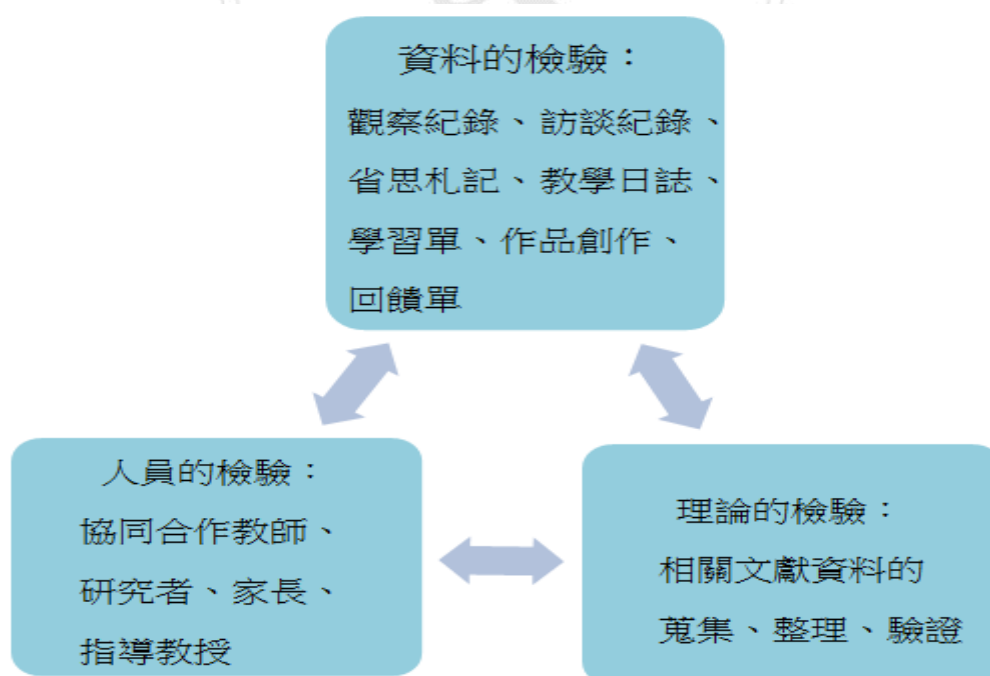 資料的檢驗：
觀察紀錄、訪談紀錄、
省思札記、教學日誌、
學習單、作品創作、
回饋單
人員的檢驗：
協同合作教師、
研究者、家長、
指導教授
理論的檢驗：
相關文獻資料的
蒐集、整理、驗證